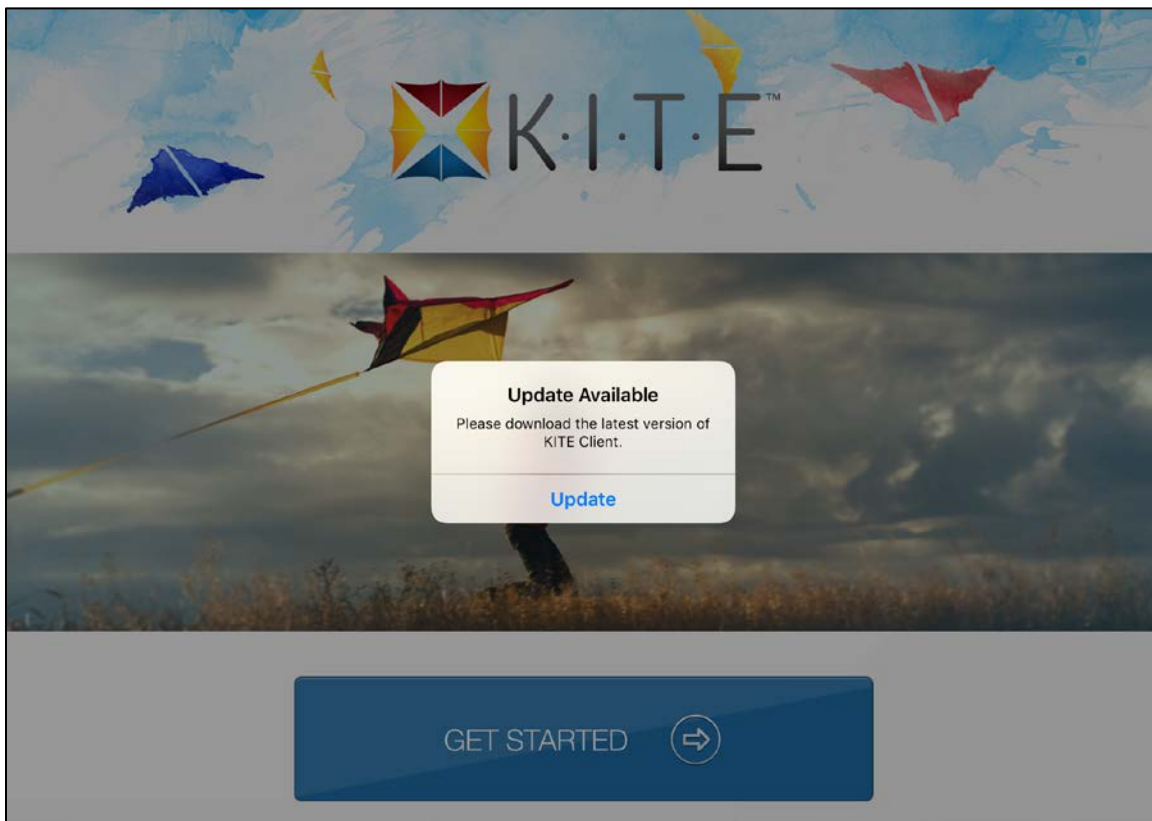 K·I·T·E™
Update Available
Please download the latest version of
KITE Client.
Update
GET STARTED